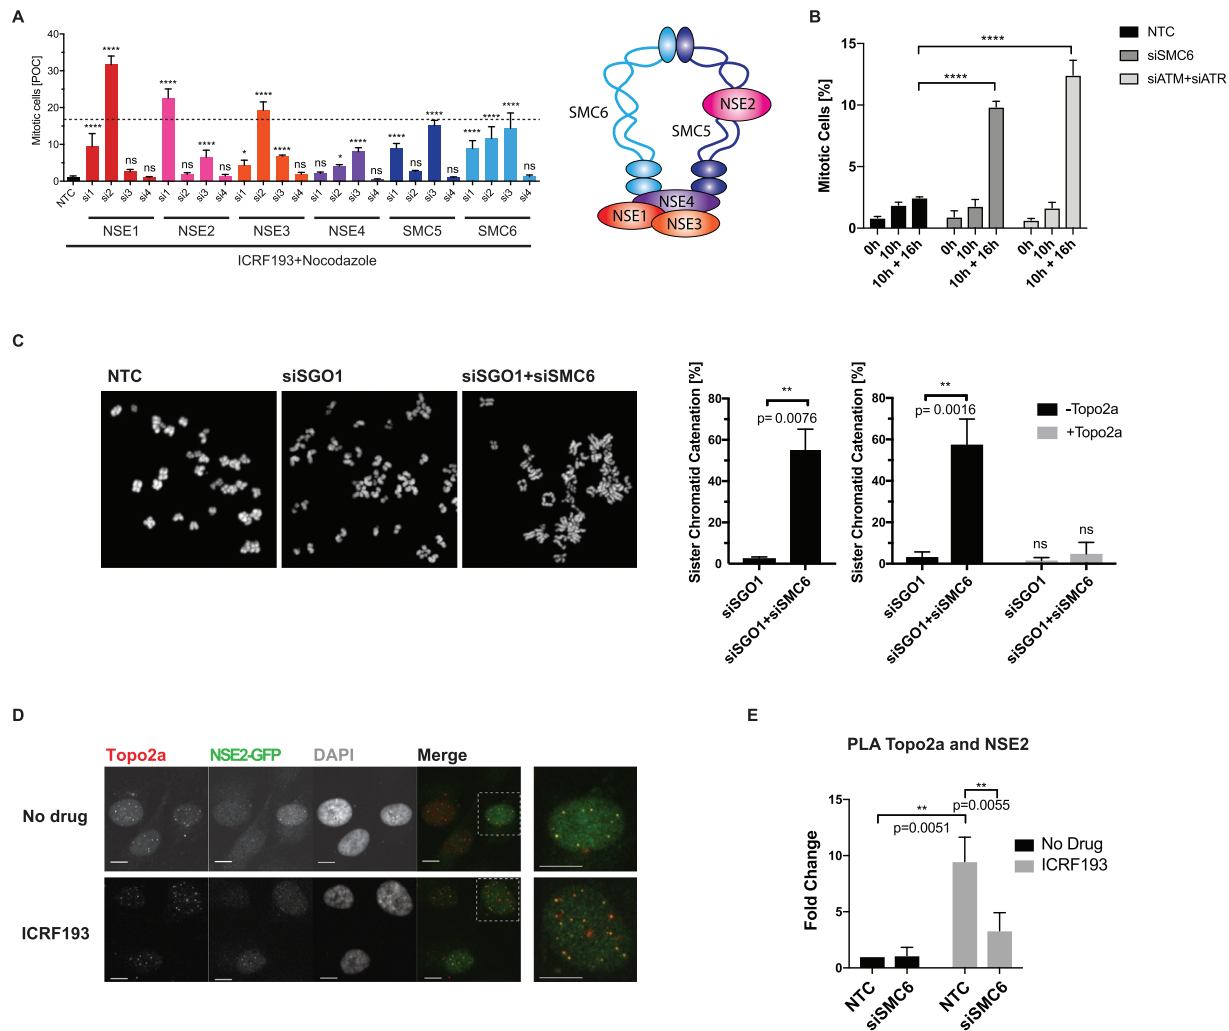 A
Mitotic cells [POC]
40
30
20
10
0
****
****
ns
ns
****
ns
****
ns
*
****
****
ns
ns
*
****
ns
****
ns
****
ns
****
****
****
ns
NTC
si1
si2
si3
si4
si1
si2
si3
si4
si1
si2
si3
si4
si1
si2
si3
si4
si1
si2
si3
si4
si1
si2
si3
si4
NSE1
NSE2
NSE3
NSE4
SMC5
SMC6
ICRF193+Nocodazole
SMC6
SMC5
NSE2
NSE4
NSE1
NSE3
B
Mitotic Cells [%]
15
10
5
0
****
****
0h
10h
10h + 16h
0h
10h
10h + 16h
0h
10h
10h + 16h
NTC
siSMC6
siATM+siATR
C
NTC
siSGO1
siSGO1+siSMC6
Sister Chromatid Catenation [%]
80
60
40
20
0
**
p= 0.0076
siSGO1
siSGO1+siSMC6
Sister Chromatid Catenation [%]
80
60
40
20
0
**
p= 0.0016
ns
ns
siSGO1
siSGO1+siSMC6
siSGO1
siSGO1+siSMC6
-Topo2a
+Topo2a
D
Topo2a
NSE2-GFP
DAPI
Merge
No drug
ICRF193
E
PLA Topo2a and NSE2
Fold Change
15
10
5
0
**
p=0.0051
**
p=0.0055
NTC
siSMC6
NTC
siSMC6
No Drug
ICRF193